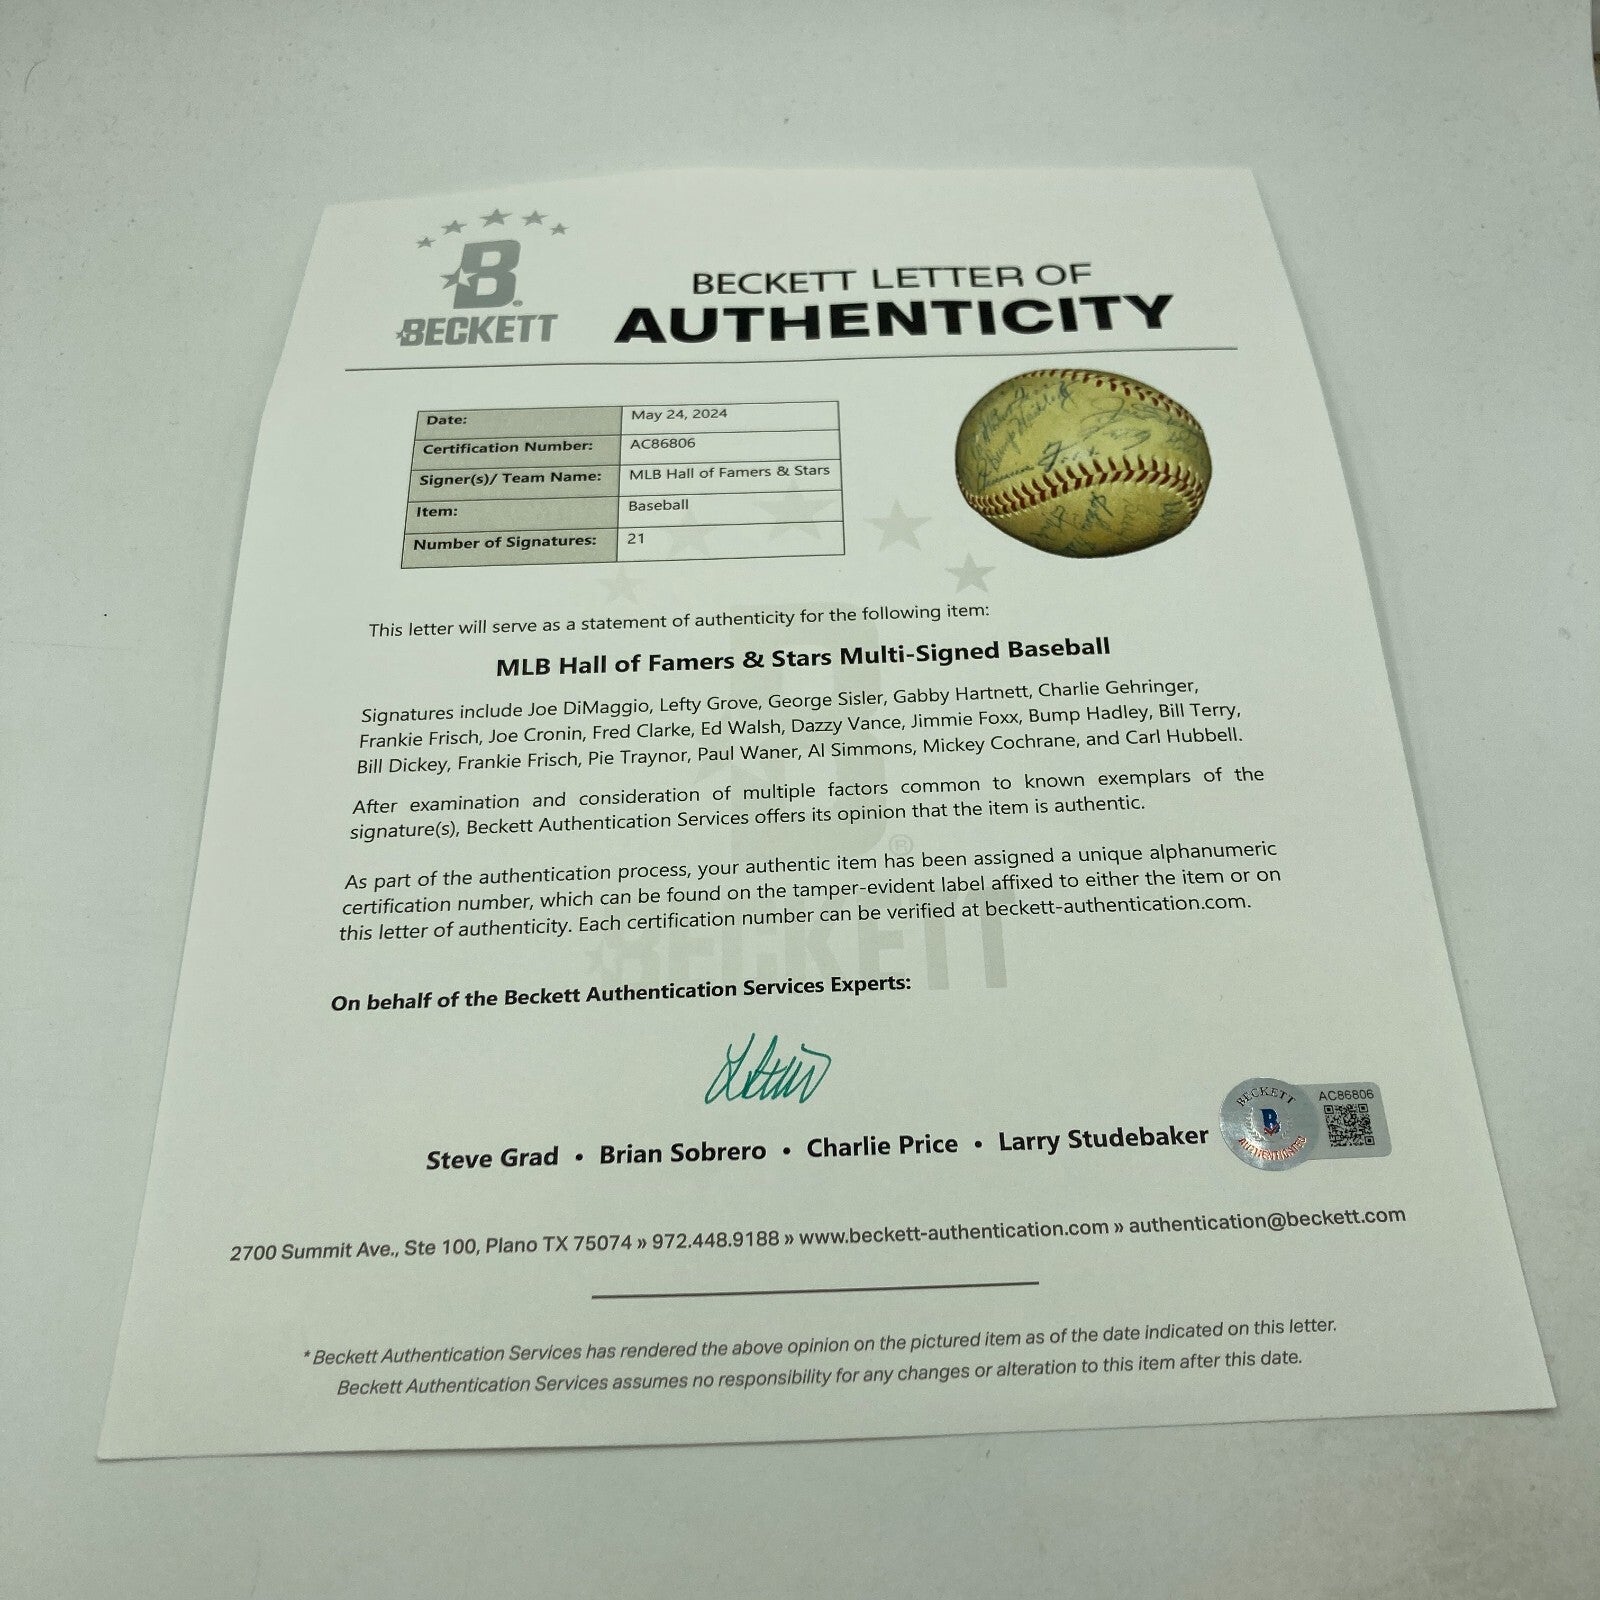 B®
BECKETT
BECKETT LETTER OF
AUTHENTICITY
Date: May 24, 2024
Certification Number: AC86806
Signer(s)/ Team Name: MLB Hall of Famers & Stars
Item: Baseball
Number of Signatures: 21
This letter will serve as a statement of authenticity for the following item:
MLB Hall of Famers & Stars Multi-Signed Baseball
Signatures include Joe DiMaggio, Lefty Grove, George Sisler, Gabby Hartnett, Charlie Gehringer,
Frankie Frisch, Joe Cronin, Fred Clarke, Ed Walsh, Dazzy Vance, Jimmie Foxx, Bump Hadley, Bill Terry,
Bill Dickey, Frankie Frisch, Pie Traynor, Paul Waner, Al Simmons, Mickey Cochrane, and Carl Hubbell.
After examination and consideration of multiple factors common to known exemplars of the
signature(s), Beckett Authentication Services offers its opinion that the item is authentic.
As part of the authentication process, your authentic item has been assigned a unique alphanumeric
certification number, which can be found on the tamper-evident label affixed to either the item or on
this letter of authenticity. Each certification number can be verified at beckett-authentication.com.
On behalf of the Beckett Authentication Services Experts:
Steve Grad • Brian Sobrero • Charlie Price • Larry Studebaker
BECKETT
B
AUTHENTICATED
AC86806
2700 Summit Ave., Ste 100, Plano TX 75074 » 972.448.9188 » www.beckett-authentication.com » authentication@beckett.com
* Beckett Authentication Services has rendered the above opinion on the pictured item as of the date indicated on this letter.
Beckett Authentication Services assumes no responsibility for any changes or alteration to this item after this date.